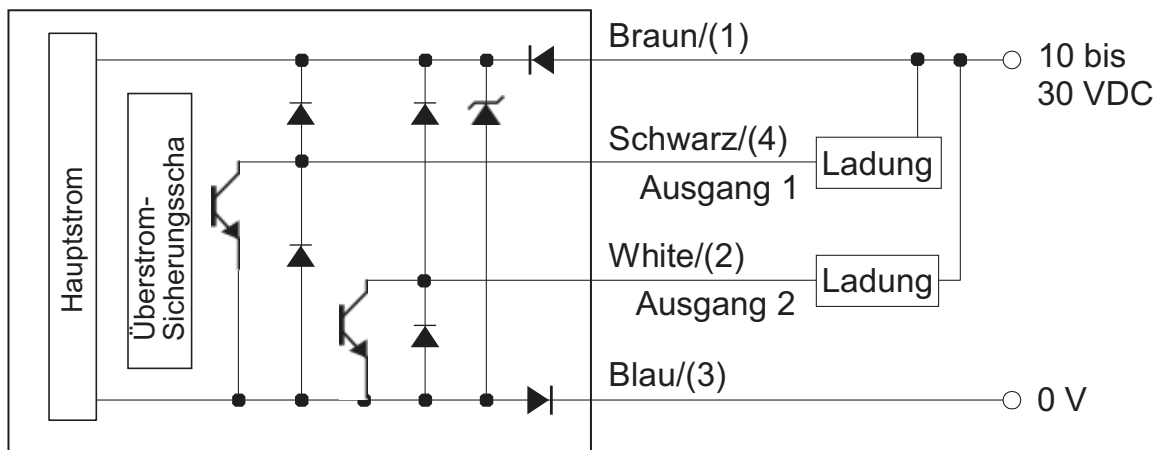 Hauptstrom
Überstrom-
Sicherungsscha
Braun/(1)
10 bis
30 VDC
Schwarz/(4)
Ladung
Ausgang 1
White/(2)
Ladung
Ausgang 2
Blau/(3)
0 V